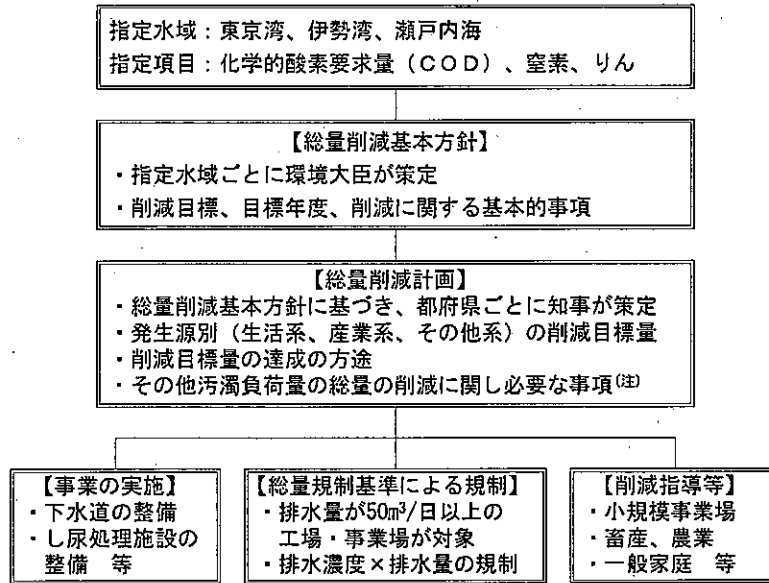 指定水域：東京湾、伊勢湾、瀬戸内海
指定項目：化学的酸素要求量（ＣＯＤ）、窒素、りん
【総量削減基本方針】
・指定水域ごとに環境大臣が策定
・削減目標、目標年度、削減に関する基本的事項
【総量削減計画】
・総量削減基本方針に基づき、都府県ごとに知事が策定
・発生源別（生活系、産業系、その他系）の削減目標量
・削減目標量の達成の方途
・その他汚濁負荷量の総量の削減に関し必要な事項(注)
【事業の実施】
・下水道の整備
・し尿処理施設の
整備　等
【総量規制基準による規制】
・排水量が50m³/日以上の
工場・事業場が対象
・排水濃度×排水量の規制
【削減指導等】
・小規模事業場
・畜産、農業
・一般家庭　等